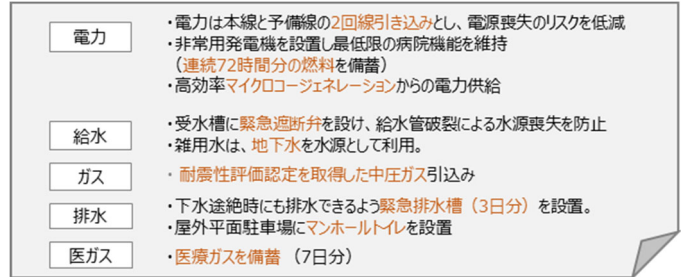 電力
・電力は本線と予備線の2回線引き込みとし、電源喪失のリスクを低減
・非常用発電機を設置し最低限の病院機能を維持
（連続72時間分の燃料を備蓄）
・高効率マイクロコージェネレーションからの電力供給
給水
・受水槽に緊急遮断弁を設け、給水管破裂による水源喪失を防止
・雑用水は、地下水を水源として利用。
ガス
・耐震性評価認定を取得した中圧ガス引込み
排水
・下水途絶時にも排水できるよう緊急排水槽（3日分）を設置。
・屋外平面駐車場にマンホールトイレを設置
医ガス
・医療ガスを備蓄（7日分）